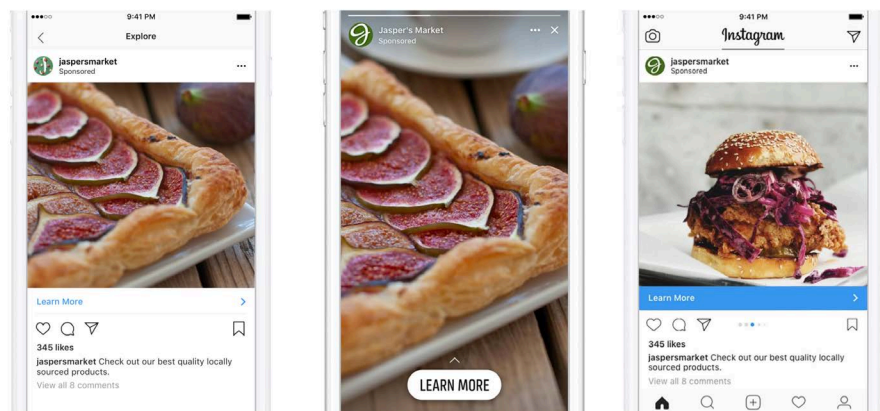 9:41 PM
Explore
jaspersmarket
Sponsored
Learn More
345 likes
jaspersmarket Check out our best quality locally
sourced products.
View all 8 comments
Jasper's Market
Sponsored
LEARN MORE
9:41 PM
Instagram
jaspersmarket
Sponsored
Learn More
345 likes
jaspersmarket Check out our best quality locally
sourced products.
View all 8 comments